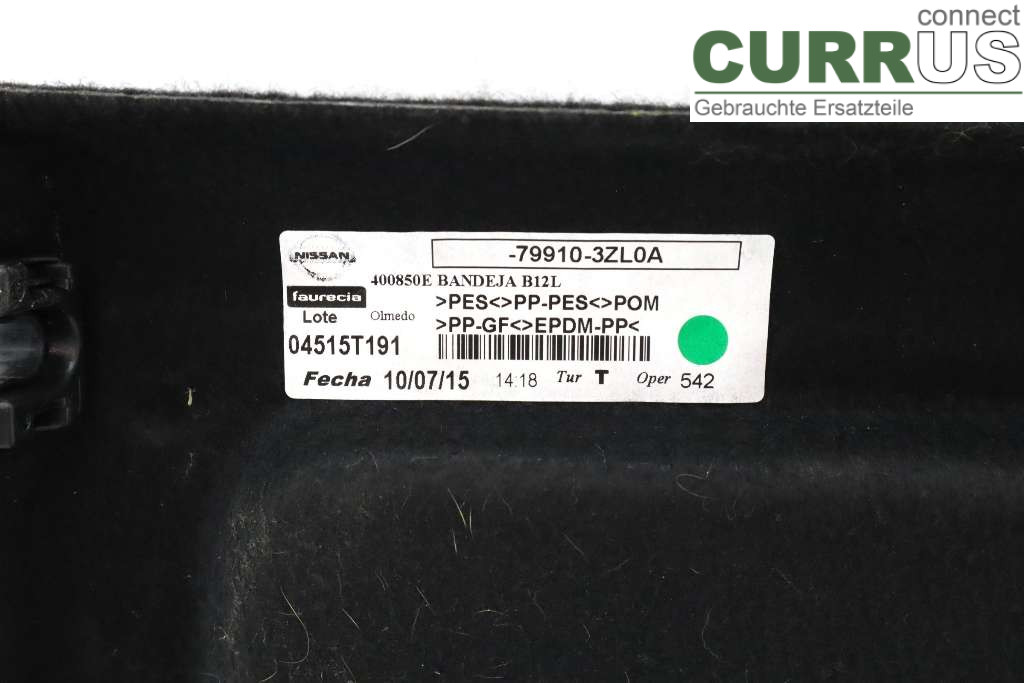 connect
CURRUS
Gebrauchte Ersatzteile
NISSAN
-79910-3ZL0A
400850E BANDEJA B12L
faurecia
>PES<>PP-PES<>POM
Lote Olmedo
>PP-GF<>EPDM-PP<
04515T191
Fecha 10/07/15 14:18 Tur T Oper 542